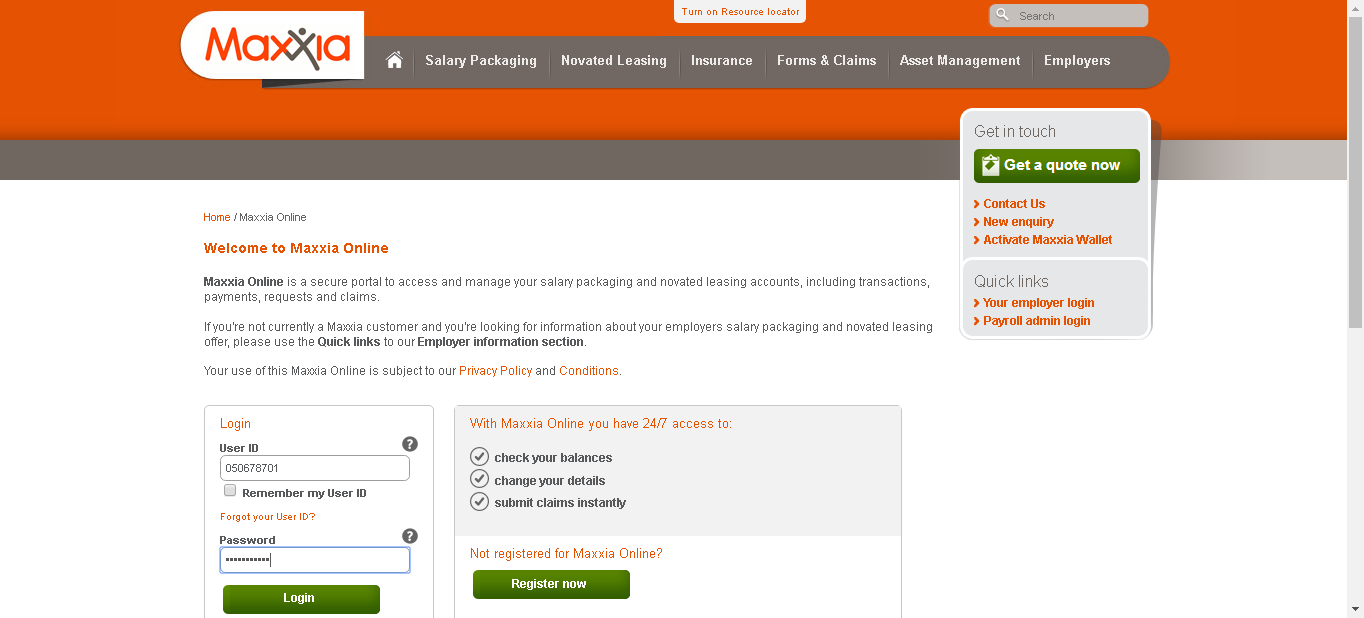 Turn on Resource locator
Search
Maxxia
Salary Packaging
Novated Leasing
Insurance
Forms & Claims
Asset Management
Employers
Get in touch
Get a quote now
Contact Us
New enquiry
Activate Maxxia Wallet
Quick links
Your employer login
Payroll admin login
Home / Maxxia Online
Welcome to Maxxia Online
Maxxia Online is a secure portal to access and manage your salary packaging and novated leasing accounts, including transactions,
payments, requests and claims.
If you're not currently a Maxxia customer and you're looking for information about your employers salary packaging and novated leasing
offer, please use the Quick links to our Employer information section.
Your use of this Maxxia Online is subject to our Privacy Policy and Conditions.
Login
User ID
?
050678701
Remember my User ID
Forgot your User ID?
Password
?
•••••••••••
Login
With Maxxia Online you have 24/7 access to:
check your balances
change your details
submit claims instantly
Not registered for Maxxia Online?
Register now